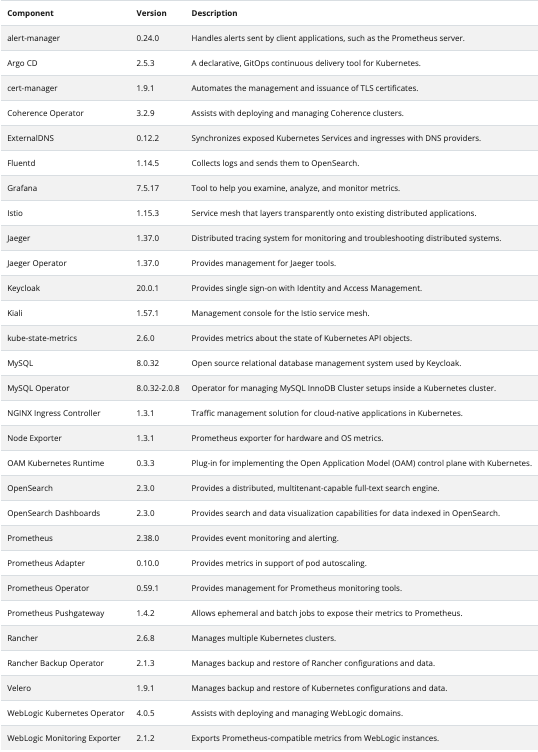 Component Version Description
alert-manager 0.24.0 Handles alerts sent by client applications, such as the Prometheus server.
Argo CD 2.5.3 A declarative, GitOps continuous delivery tool for Kubernetes.
cert-manager 1.9.1 Automates the management and issuance of TLS certificates.
Coherence Operator 3.2.9 Assists with deploying and managing Coherence clusters.
ExternalDNS 0.12.2 Synchronizes exposed Kubernetes Services and ingresses with DNS providers.
Fluentd 1.14.5 Collects logs and sends them to OpenSearch.
Grafana 7.5.17 Tool to help you examine, analyze, and monitor metrics.
Istio 1.15.3 Service mesh that layers transparently onto existing distributed applications.
Jaeger 1.37.0 Distributed tracing system for monitoring and troubleshooting distributed systems.
Jaeger Operator 1.37.0 Provides management for Jaeger tools.
Keycloak 20.0.1 Provides single sign-on with Identity and Access Management.
Kiali 1.57.1 Management console for the Istio service mesh.
kube-state-metrics 2.6.0 Provides metrics about the state of Kubernetes API objects.
MySQL 8.0.32 Open source relational database management system used by Keycloak.
MySQL Operator 8.0.32-2.0.8 Operator for managing MySQL InnoDB Cluster setups inside a Kubernetes cluster.
NGINX Ingress Controller 1.3.1 Traffic management solution for cloud-native applications in Kubernetes.
Node Exporter 1.3.1 Prometheus exporter for hardware and OS metrics.
OAM Kubernetes Runtime 0.3.3 Plug-in for implementing the Open Application Model (OAM) control plane with Kubernetes.
OpenSearch 2.3.0 Provides a distributed, multitenant-capable full-text search engine.
OpenSearch Dashboards 2.3.0 Provides search and data visualization capabilities for data indexed in OpenSearch.
Prometheus 2.38.0 Provides event monitoring and alerting.
Prometheus Adapter 0.10.0 Provides metrics in support of pod autoscaling.
Prometheus Operator 0.59.1 Provides management for Prometheus monitoring tools.
Prometheus Pushgateway 1.4.2 Allows ephemeral and batch jobs to expose their metrics to Prometheus.
Rancher 2.6.8 Manages multiple Kubernetes clusters.
Rancher Backup Operator 2.1.3 Manages backup and restore of Rancher configurations and data.
Velero 1.9.1 Manages backup and restore of Kubernetes configurations and data.
WebLogic Kubernetes Operator 4.0.5 Assists with deploying and managing WebLogic domains.
WebLogic Monitoring Exporter 2.1.2 Exports Prometheus-compatible metrics from WebLogic instances.